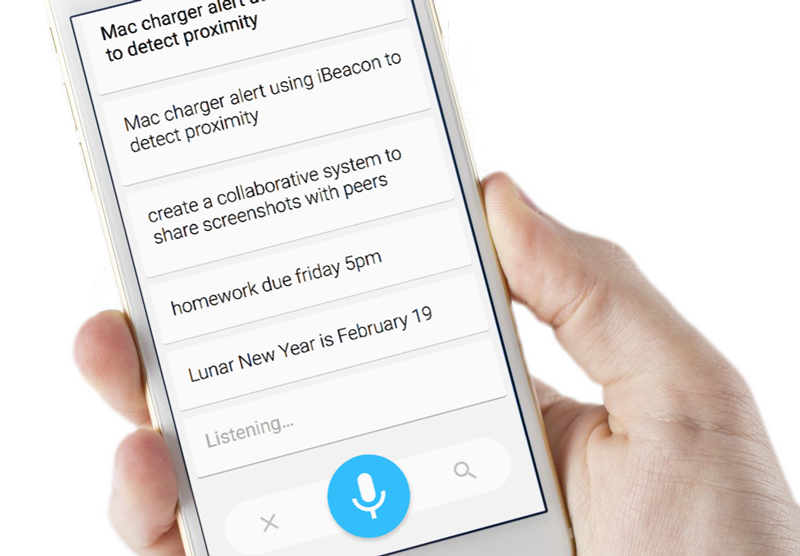 Mac charger alert
to detect proximity
Mac charger alert using iBeacon to
detect proximity
create a collaborative system to
share screenshots with peers
homework due friday 5pm
Lunar New Year is February 19
Listening...